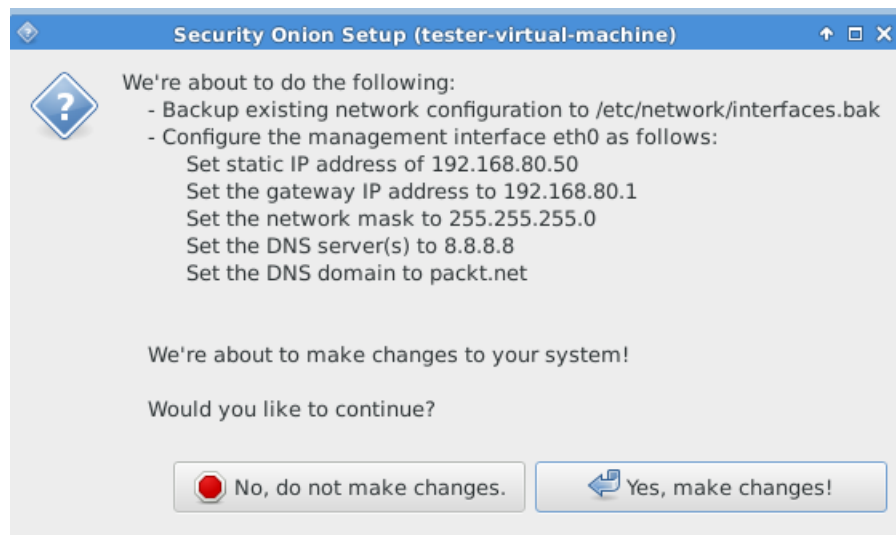 Security Onion Setup (tester-virtual-machine)
We're about to do the following:
- Backup existing network configuration to /etc/network/interfaces.bak
- Configure the management interface eth0 as follows:
Set static IP address of 192.168.80.50
Set the gateway IP address to 192.168.80.1
Set the network mask to 255.255.255.0
Set the DNS server(s) to 8.8.8.8
Set the DNS domain to packt.net
We're about to make changes to your system!
Would you like to continue?
No, do not make changes.
Yes, make changes!